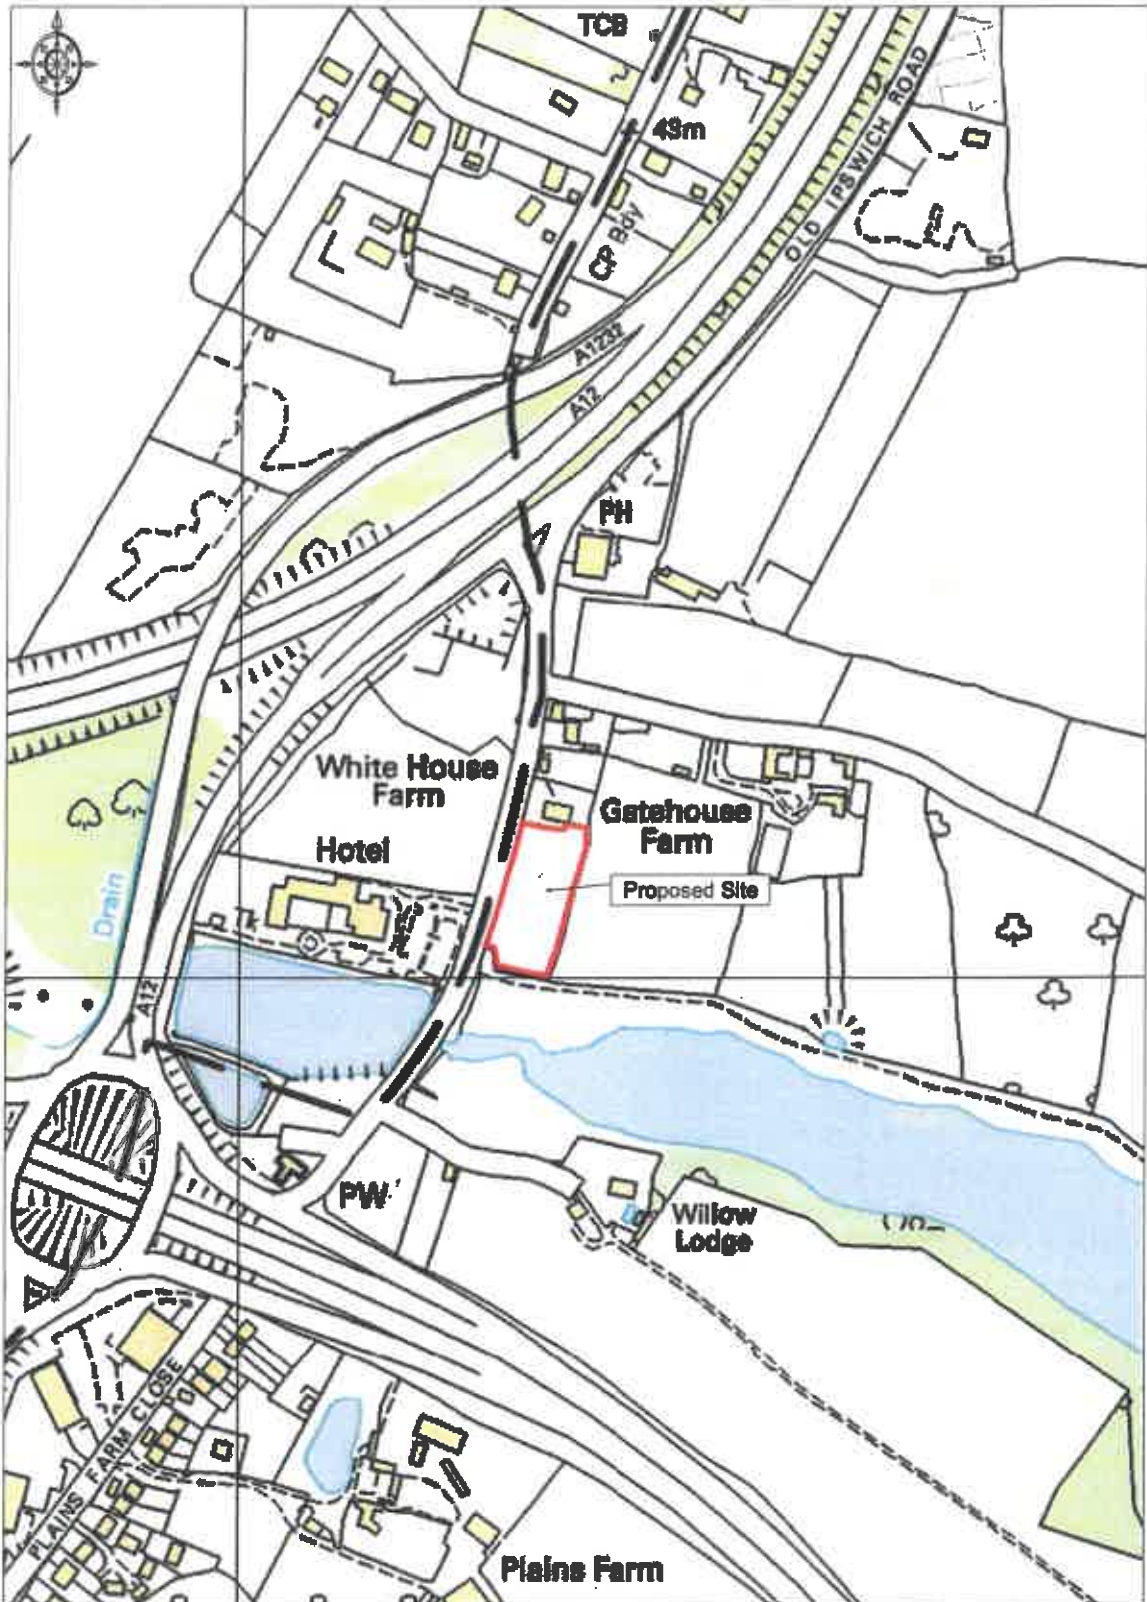 TCB
49m
OLD IPSWICH ROAD
CP Bdy
A1232
A12
PH
White House
Farm
Gatehouse
Farm
Hotel
Proposed Site
Drain
A12
PW
Willow
Lodge
PLAINS FARM CLOSE
Plains Farm